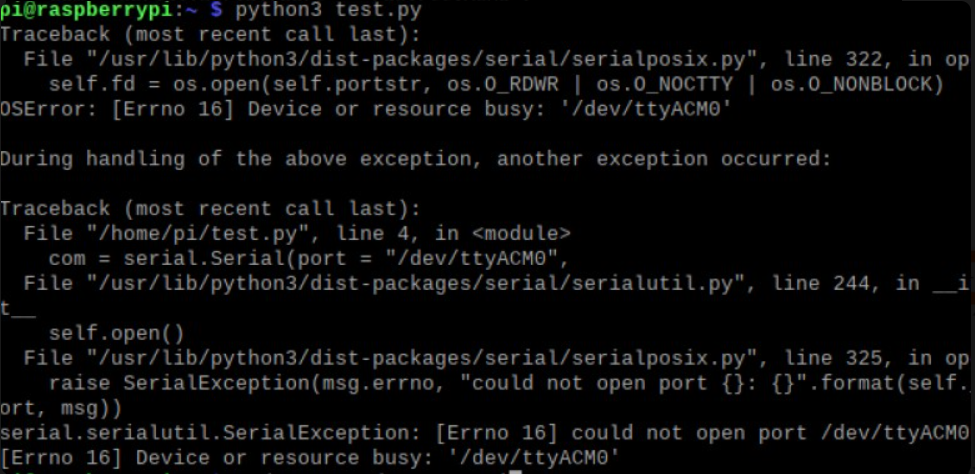 pi@raspberrypi:~ $ python3 test.py
Traceback (most recent call last):
  File "/usr/lib/python3/dist-packages/serial/serialposix.py", line 322, in op
    self.fd = os.open(self.portstr, os.O_RDWR | os.O_NOCTTY | os.O_NONBLOCK)
OSError: [Errno 16] Device or resource busy: '/dev/ttyACM0'

During handling of the above exception, another exception occurred:

Traceback (most recent call last):
  File "/home/pi/test.py", line 4, in <module>
    com = serial.Serial(port = "/dev/ttyACM0",
  File "/usr/lib/python3/dist-packages/serial/serialutil.py", line 244, in __i
t__
    self.open()
  File "/usr/lib/python3/dist-packages/serial/serialposix.py", line 325, in op
    raise SerialException(msg.errno, "could not open port {}: {}".format(self.
ort, msg))
serial.serialutil.SerialException: [Errno 16] could not open port /dev/ttyACM0
[Errno 16] Device or resource busy: '/dev/ttyACM0'